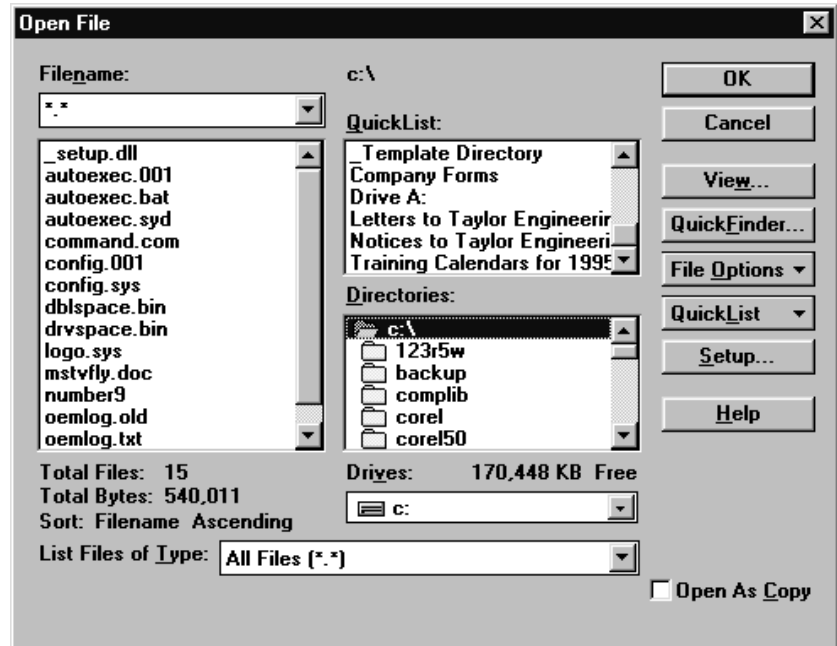 Open File
Filename:
*.*
_setup.dll
autoexec.001
autoexec.bat
autoexec.syd
command.com
config.001
config.sys
dblspace.bin
drvspace.bin
logo.sys
mstvfly.doc
number9
oemlog.old
oemlog.txt
Total Files: 15
Total Bytes: 540,011
Sort: Filename Ascending
List Files of Type: All Files (*.*)
c:\
QuickList:
_Template Directory
Company Forms
Drive A:
Letters to Taylor Engineerin
Notices to Taylor Engineeri
Training Calendars for 1995
Directories:
c:\
123r5w
backup
complib
corel
corel50
Drives: 170,448 KB Free
c:
OK
Cancel
View...
QuickFinder...
File Options
QuickList
Setup...
Help
Open As Copy